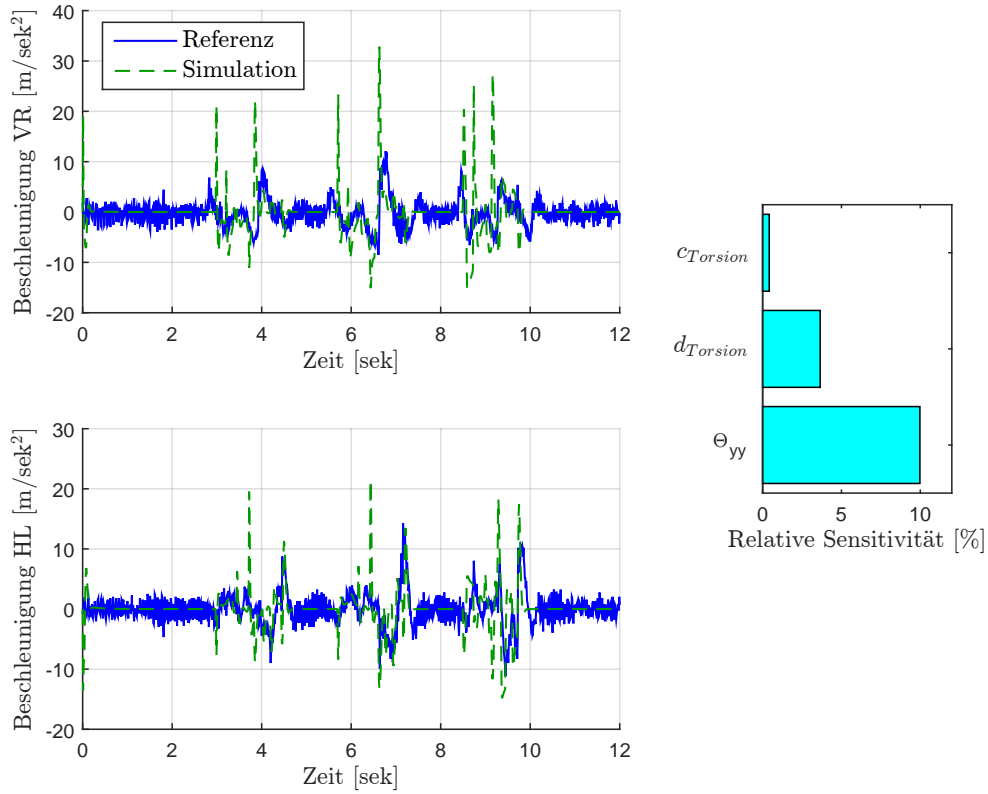 Beschleunigung VR [m/sek²]
40
30
20
10
0
-10
-20
Referenz
Simulation
0 2 4 6 8 10 12
Zeit [sek]
Beschleunigung HL [m/sek²]
30
20
10
0
-10
-20
0 2 4 6 8 10 12
Zeit [sek]
c_Torsion
d_Torsion
Θ_yy
0 5 10
Relative Sensitivität [%]